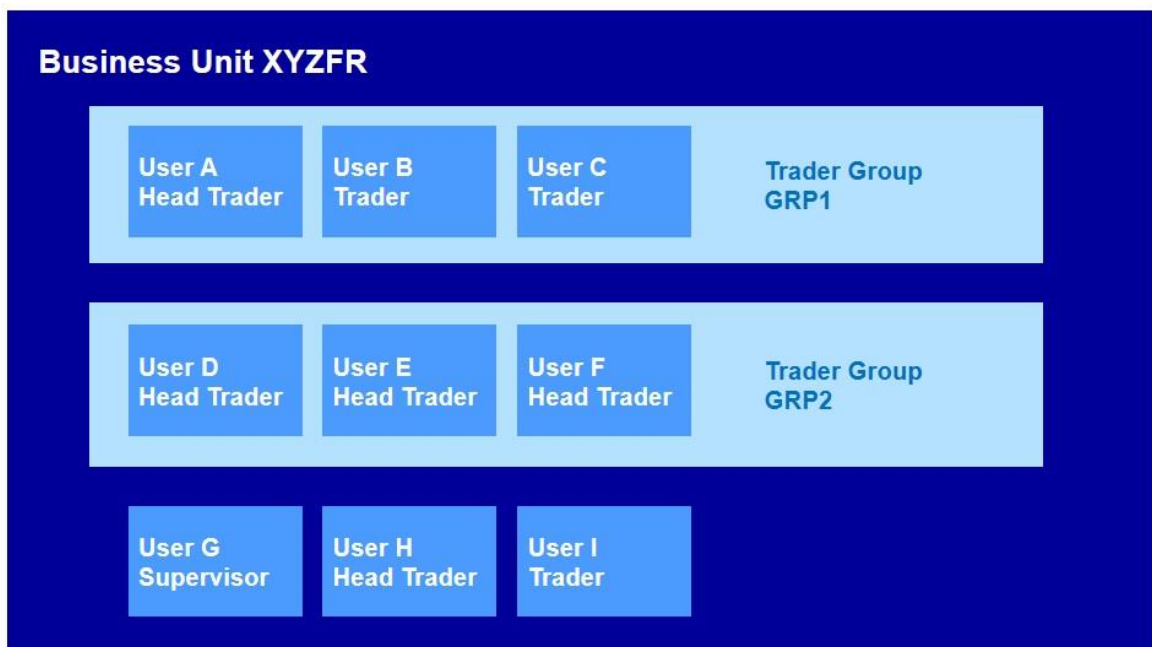 Business Unit XYZFR
User A
Head Trader
User B
Trader
User C
Trader
Trader Group
GRP1
User D
Head Trader
User E
Head Trader
User F
Head Trader
Trader Group
GRP2
User G
Supervisor
User H
Head Trader
User I
Trader